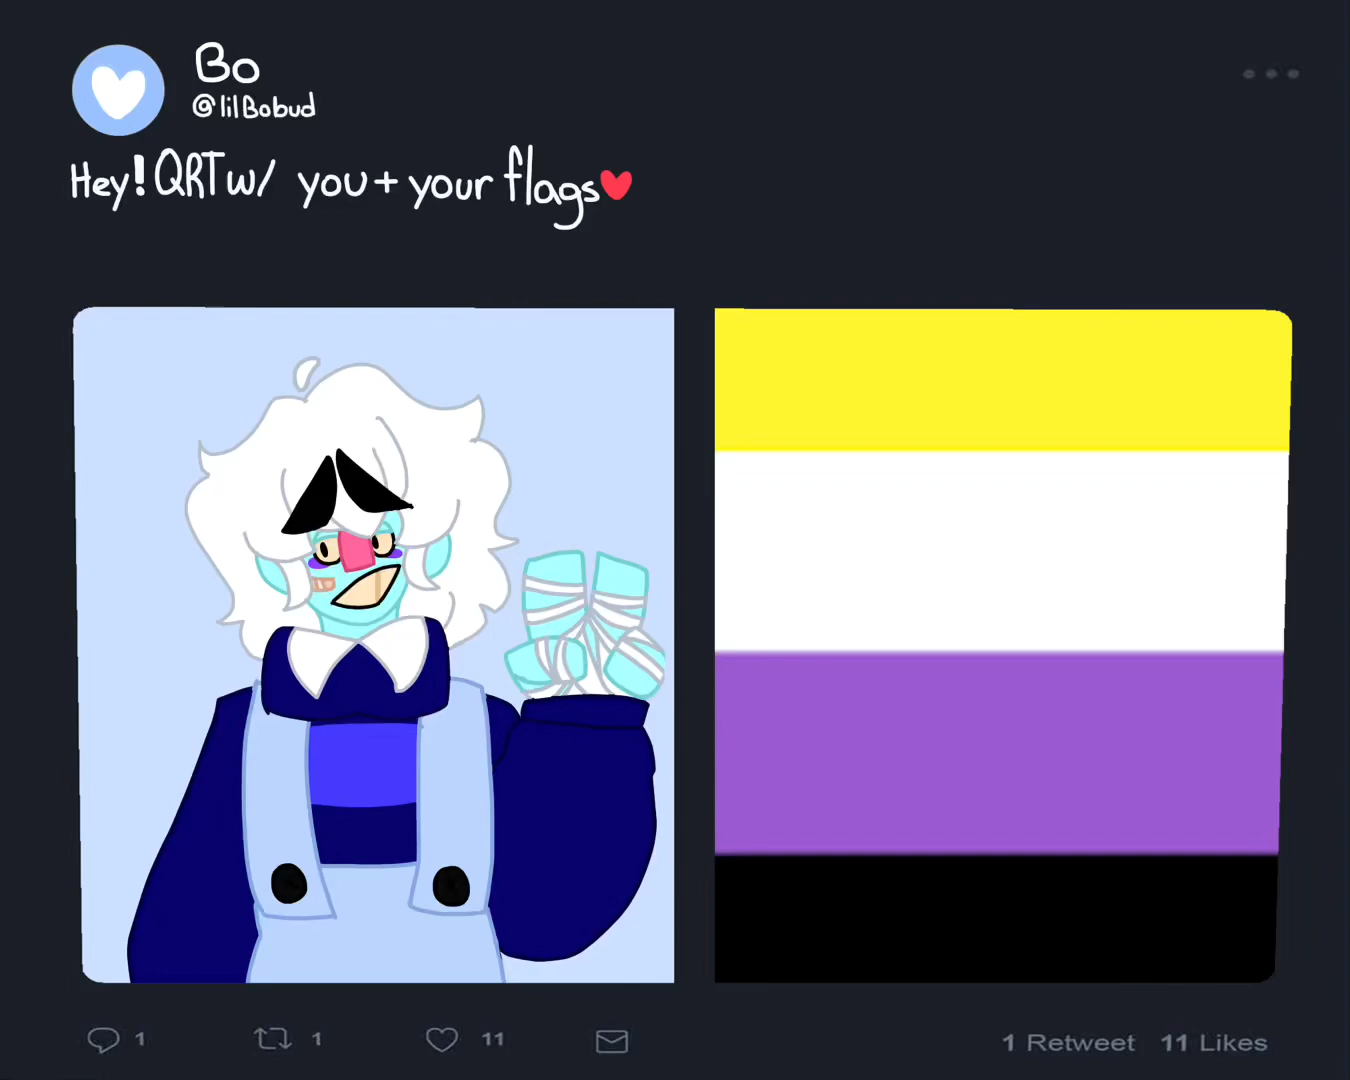 Bo
@lilBobud
Hey! QRT w/ you + your flags❤️
1 1 11 1 Retweet 11 Likes